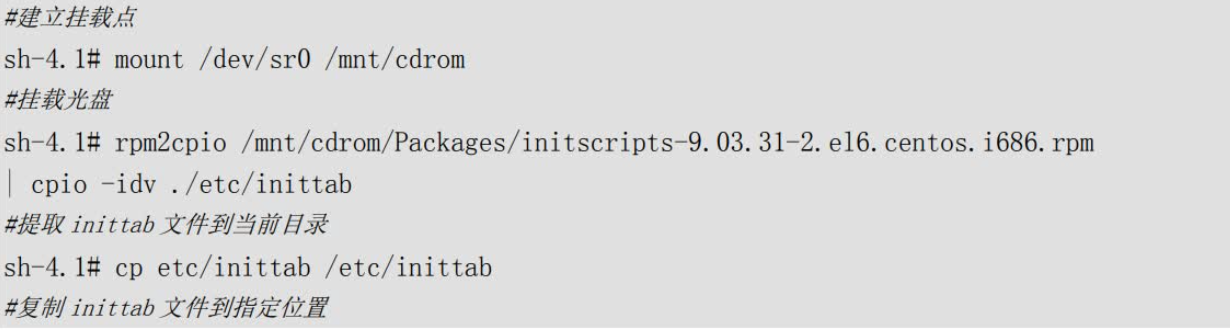 #建立挂载点
sh-4.1# mount /dev/sr0 /mnt/cdrom
#挂载光盘
sh-4.1# rpm2cpio /mnt/cdrom/Packages/initscripts-9.03.31-2.el6.centos.i686.rpm
| cpio -idv ./etc/inittab
#提取 inittab 文件到当前目录
sh-4.1# cp etc/inittab /etc/inittab
#复制 inittab 文件到指定位置